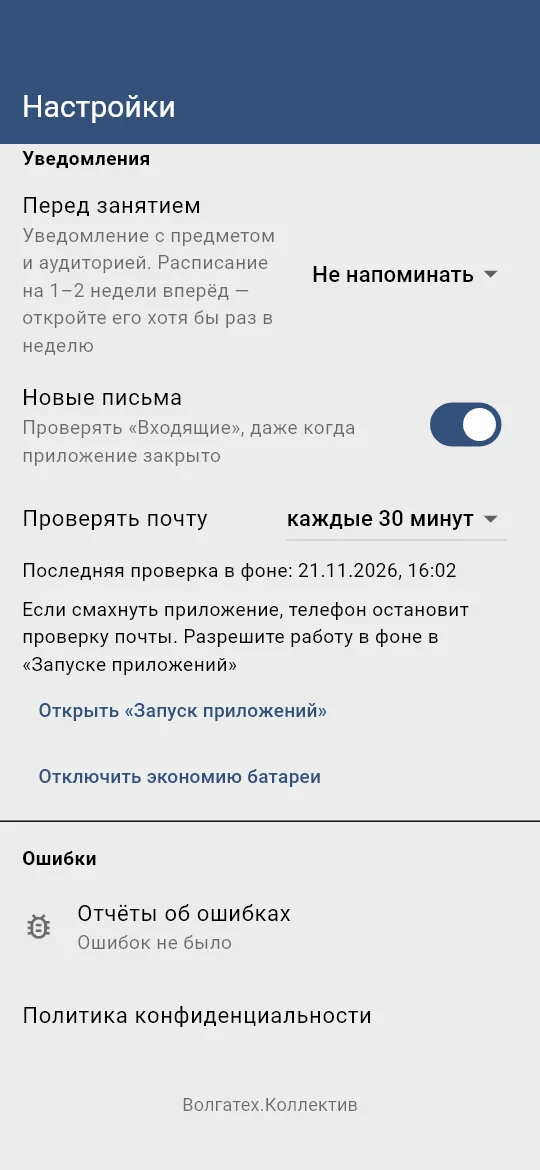 Настройки
Уведомления
Перед занятием
Уведомление с предметом
и аудиторией. Расписание
на 1–2 недели вперёд —
откройте его хотя бы раз в
неделю
Не напоминать
Новые письма
Проверять «Входящие», даже когда
приложение закрыто
Проверять почту
каждые 30 минут
Последняя проверка в фоне: 21.11.2026, 16:02
Если смахнуть приложение, телефон остановит
проверку почты. Разрешите работу в фоне в
«Запуске приложений»
Открыть «Запуск приложений»
Отключить экономию батареи
Ошибки
Отчёты об ошибках
Ошибок не было
Политика конфиденциальности
Волгатех.Коллектив